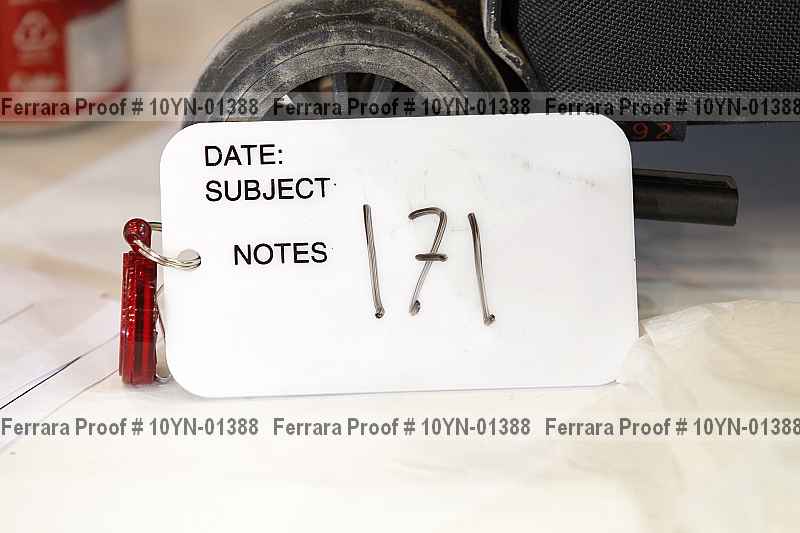 Ferrara Proof # 10YN-01388 Ferrara Proof # 10YN-01388 Ferrara Proof # 10YN-01388
92
DATE:
SUBJECT
NOTES 171
Ferrara Proof # 10YN-01388 Ferrara Proof # 10YN-01388 Ferrara Proof # 10YN-01388